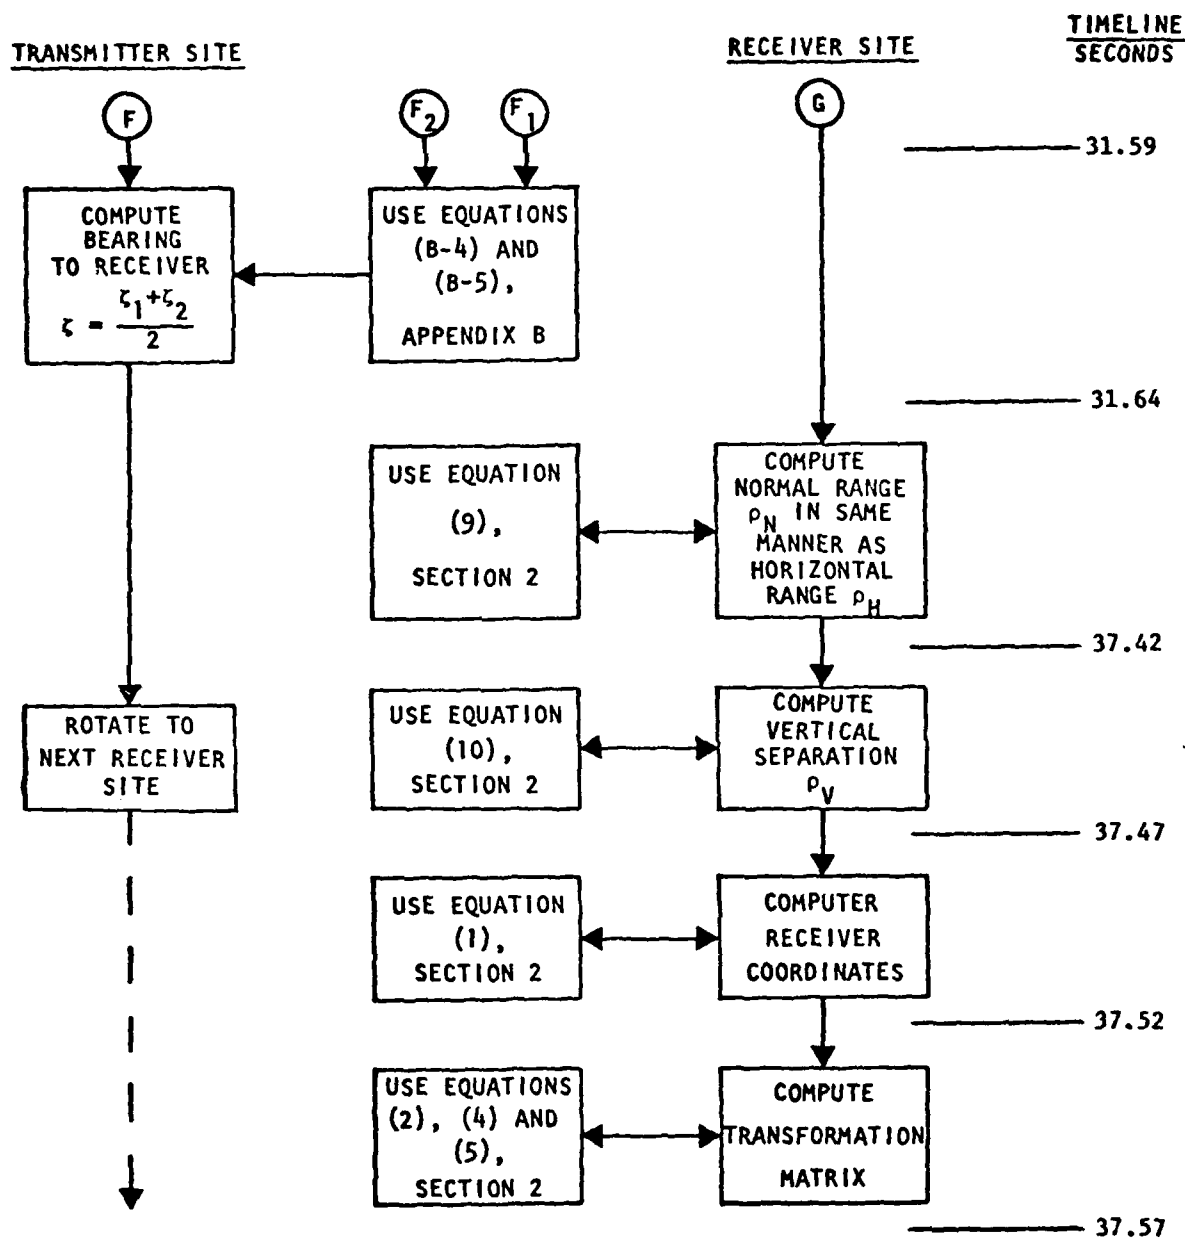 TIMELINE
SECONDS
TRANSMITTER SITE
RECEIVER SITE
F
F2
F1
G
31.59
COMPUTE
BEARING
TO RECEIVER
ζ = ζ1+ζ2
2
USE EQUATIONS
(B-4) AND
(B-5),
APPENDIX B
31.64
USE EQUATION
(9),
SECTION 2
COMPUTE
NORMAL RANGE
ρN IN SAME
MANNER AS
HORIZONTAL
RANGE ρH
37.42
ROTATE TO
NEXT RECEIVER
SITE
USE EQUATION
(10),
SECTION 2
COMPUTE
VERTICAL
SEPARATION
ρV
37.47
USE EQUATION
(1),
SECTION 2
COMPUTER
RECEIVER
COORDINATES
37.52
USE EQUATIONS
(2), (4) AND
(5),
SECTION 2
COMPUTE
TRANSFORMATION
MATRIX
37.57